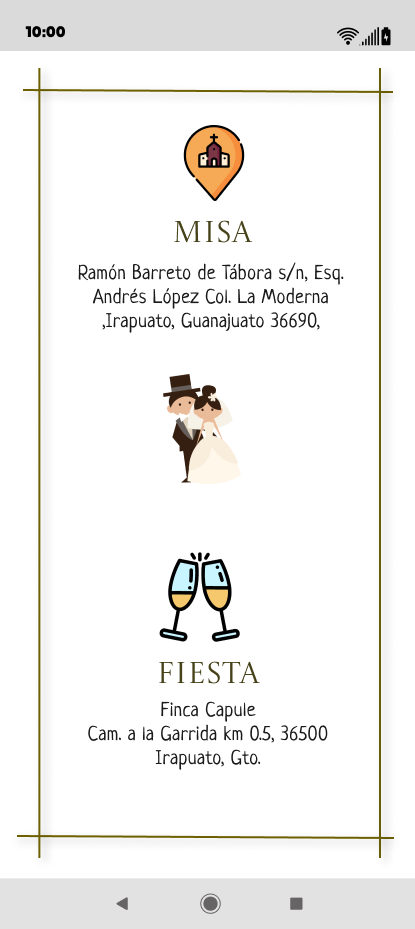 10:00
MISA
Ramón Barreto de Tábora s/n, Esq.
Andrés López Col. La Moderna
,Irapuato, Guanajuato 36690,
FIESTA
Finca Capule
Cam. a la Garrida km 0.5, 36500
Irapuato, Gto.